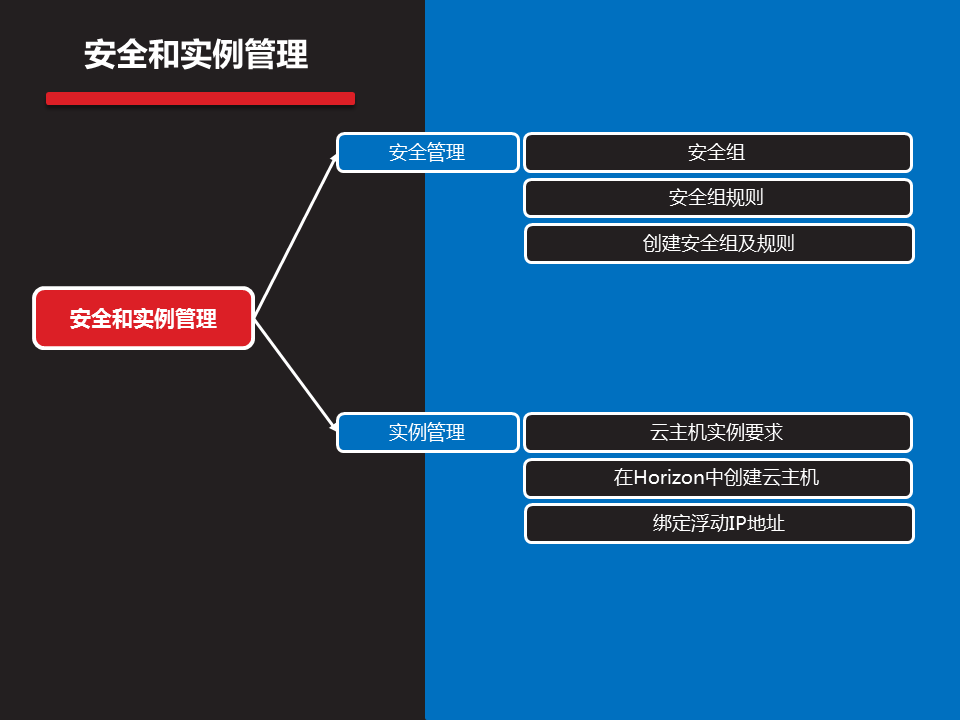 安全和实例管理
安全和实例管理
安全管理
安全组
安全组规则
创建安全组及规则
实例管理
云主机实例要求
在Horizon中创建云主机
绑定浮动IP地址